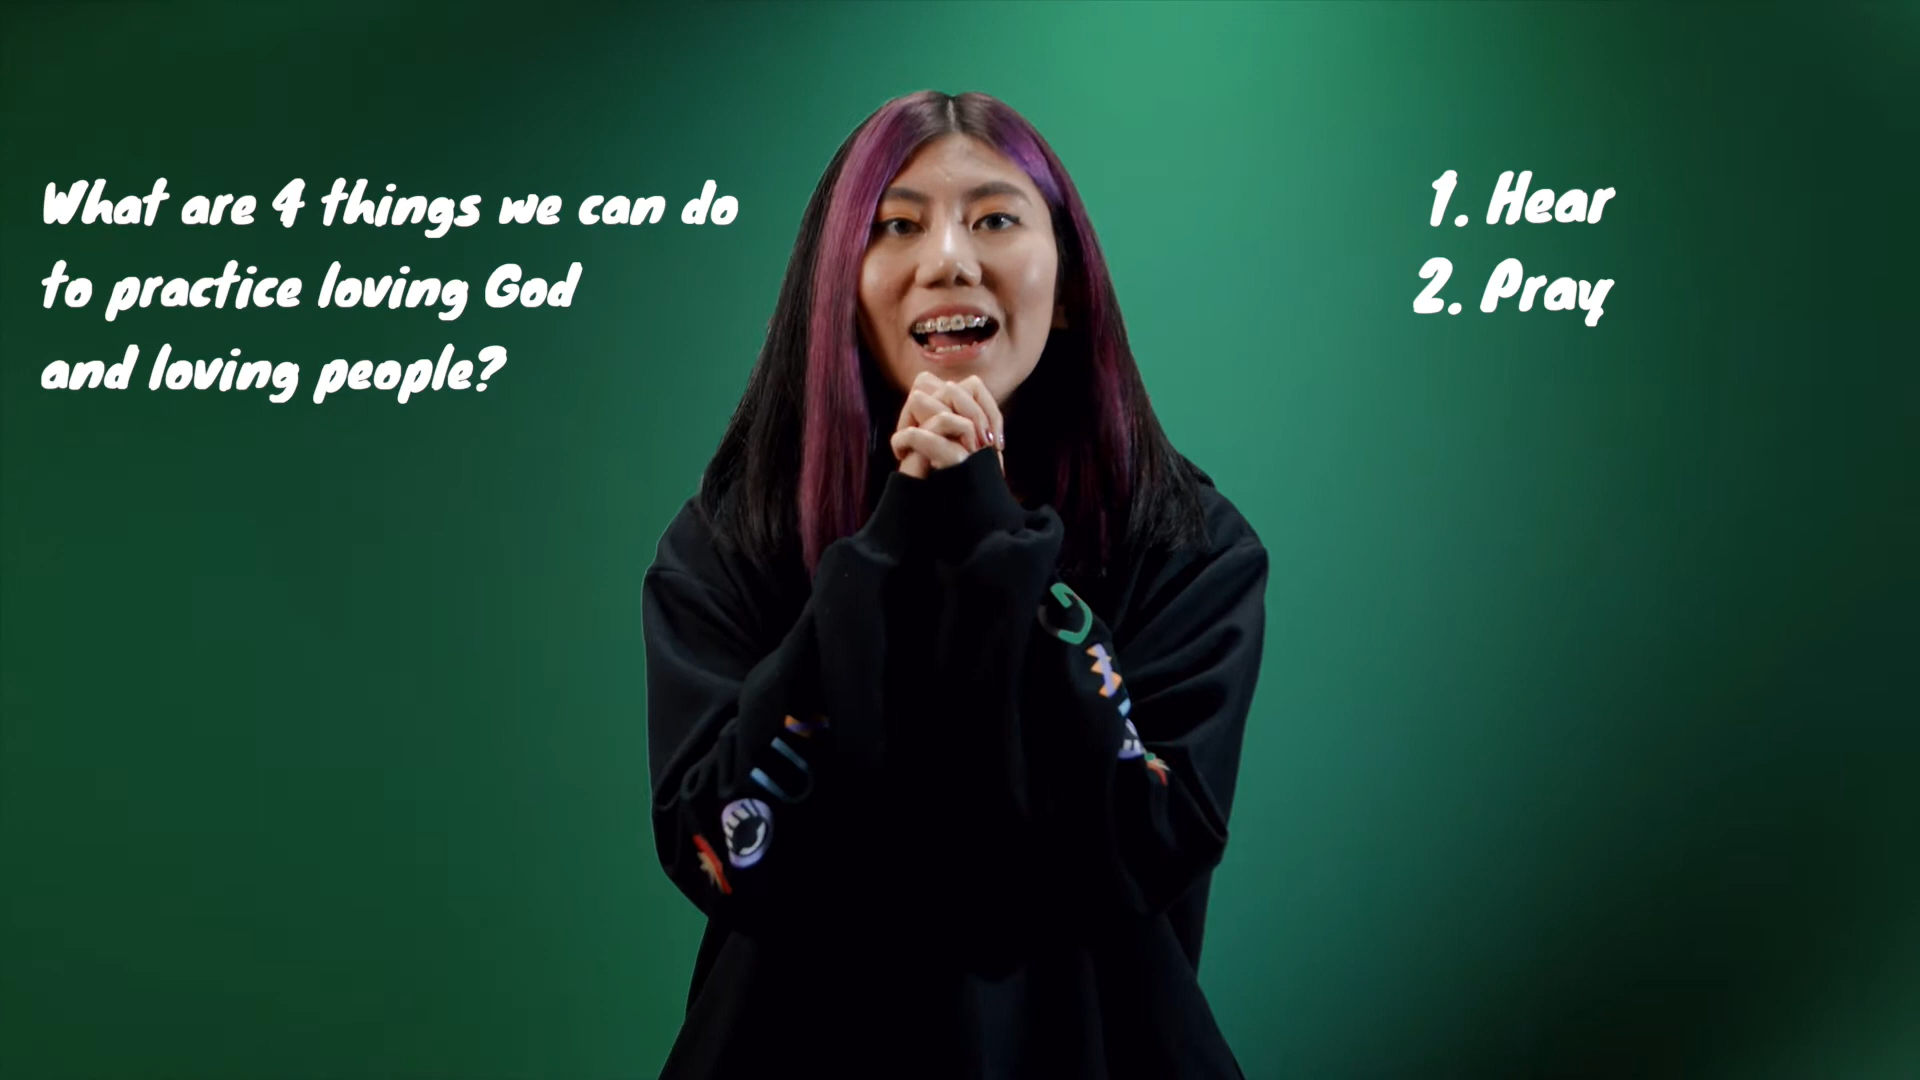 What are 4 things we can do
to practice loving God
and loving people?
1. Hear
2. Pray